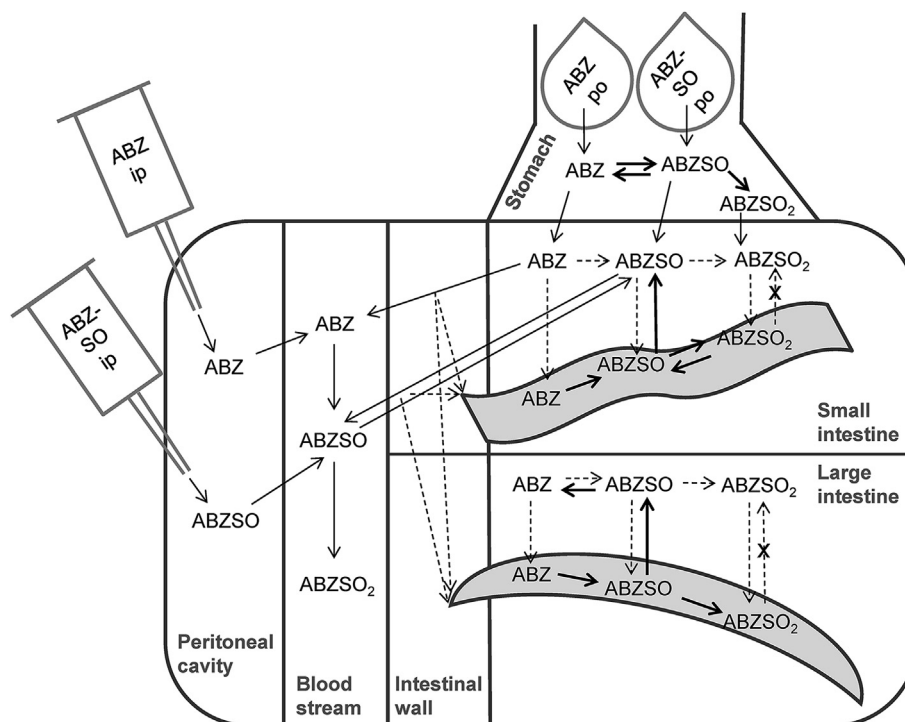 ABZ
po
ABZ-
SO
po
ABZ
ip
Stomach
ABZ
ABZSO
ABZSO₂
ABZ-
SO
ip
ABZ
ABZSO
ABZSO₂
ABZ
ABZ
ABZSO₂
ABZSO
ABZ
ABZSO
Small
intestine
ABZSO
ABZ
ABZSO
ABZSO₂
Large
intestine
X
X
ABZSO₂
ABZ
ABZSO
ABZSO₂
Peritoneal
cavity
Blood
stream
Intestinal
wall